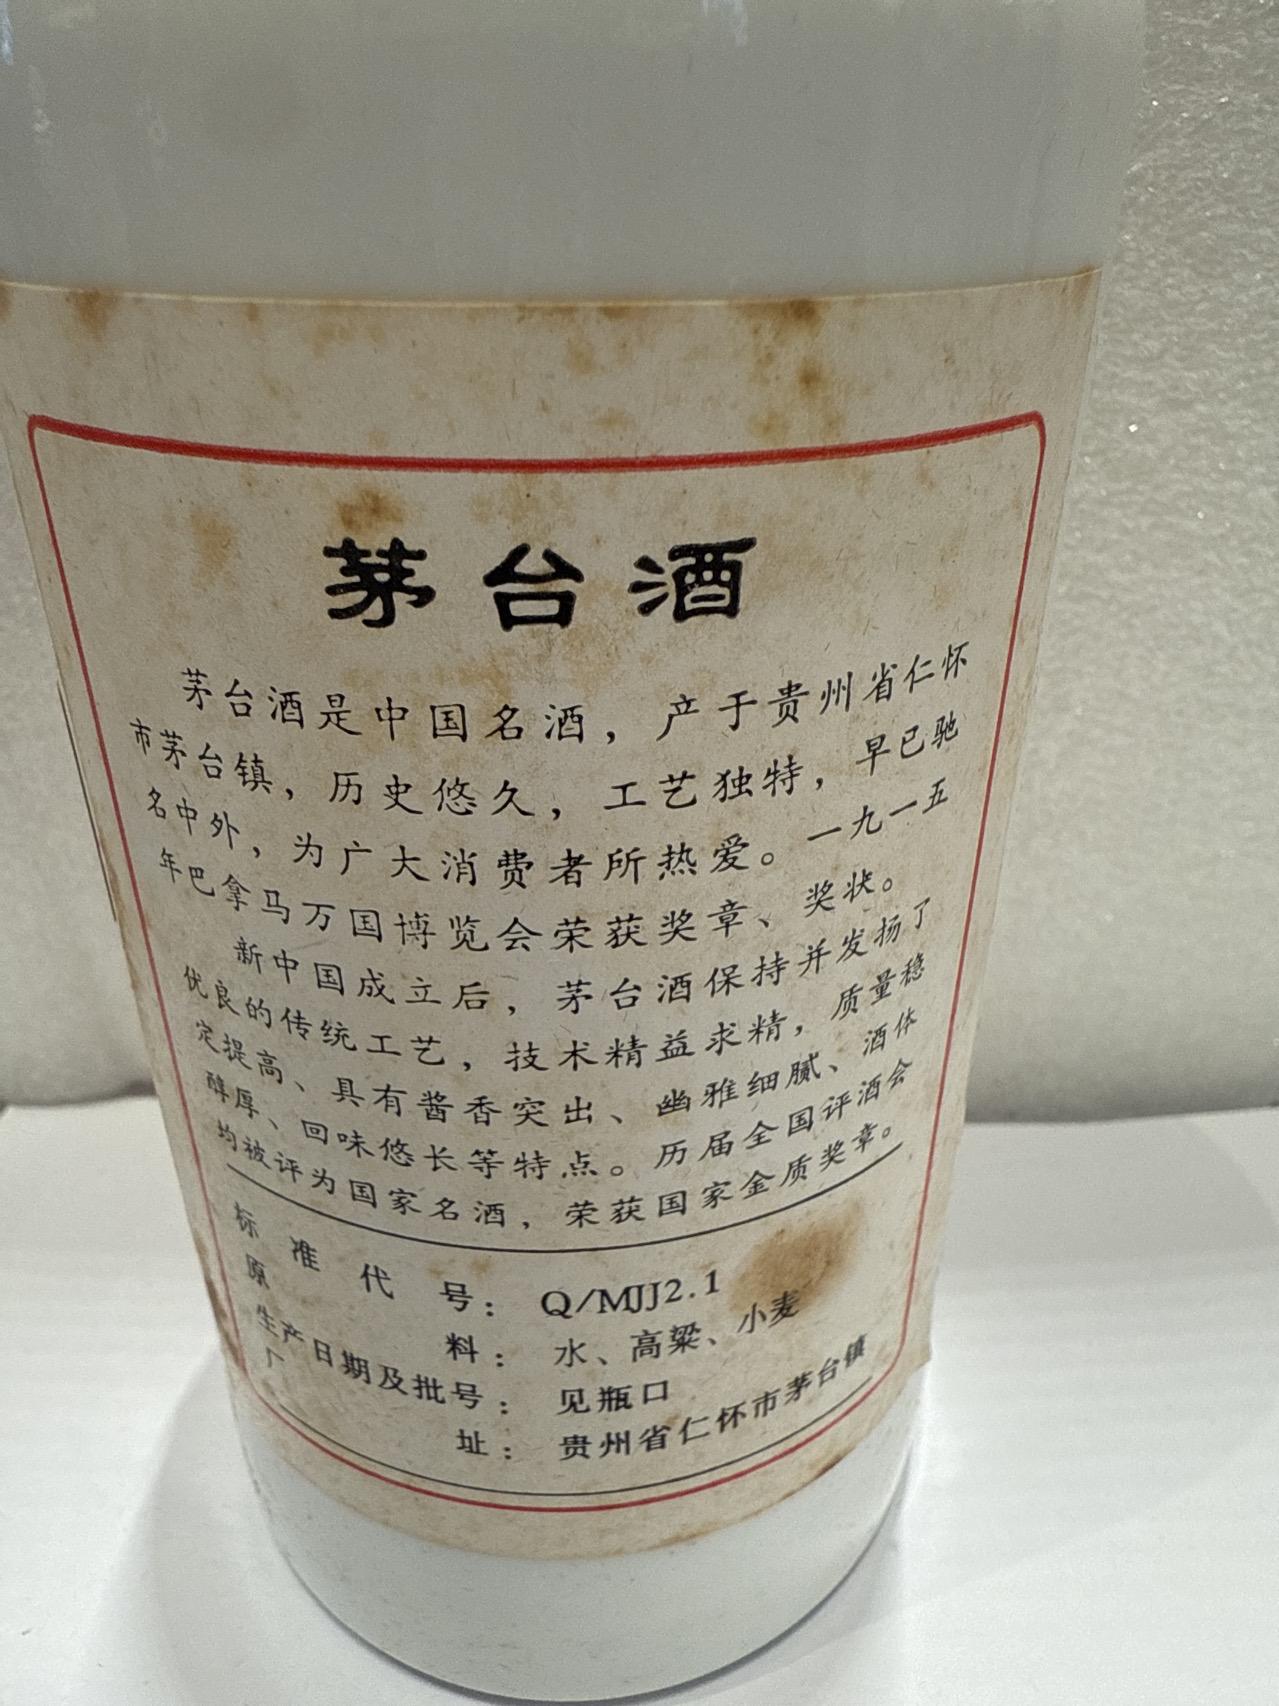 茅台酒
茅台酒是中国名酒，产于贵州省仁怀
市茅台镇，历史悠久，工艺独特，早已驰
名中外，为广大消费者所热爱。一九一五
年巴拿马万国博览会荣获奖章、奖状。
新中国成立后，茅台酒保持并发扬了
优良的传统工艺，技术精益求精，质量稳
定提高、具有酱香突出、幽雅细腻、酒体
醇厚、回味悠长等特点。历届全国评酒会
均被评为国家名酒，荣获国家金质奖章。
标准代号：Q/MJJ2.1
原料：水、高粱、小麦
生产日期及批号：见瓶口
厂址：贵州省仁怀市茅台镇